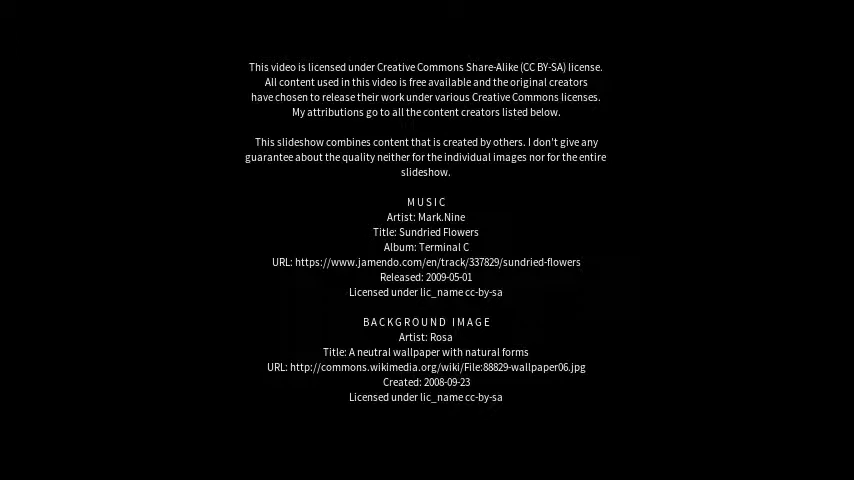 This video is licensed under Creative Commons Share-Alike (CC BY-SA) license.
All content used in this video is free available and the original creators
have chosen to release their work under various Creative Commons licenses.
My attributions go to all the content creators listed below.
This slideshow combines content that is created by others. I don't give any
guarantee about the quality neither for the individual images nor for the entire
slideshow.
MUSIC
Artist: Mark.Nine
Title: Sundried Flowers
Album: Terminal C
URL: https://www.jamendo.com/en/track/337829/sundried-flowers
Released: 2009-05-01
Licensed under lic_name cc-by-sa
BACKGROUND IMAGE
Artist: Rosa
Title: A neutral wallpaper with natural forms
URL: http://commons.wikimedia.org/wiki/File:88829-wallpaper06.jpg
Created: 2008-09-23
Licensed under lic_name cc-by-sa